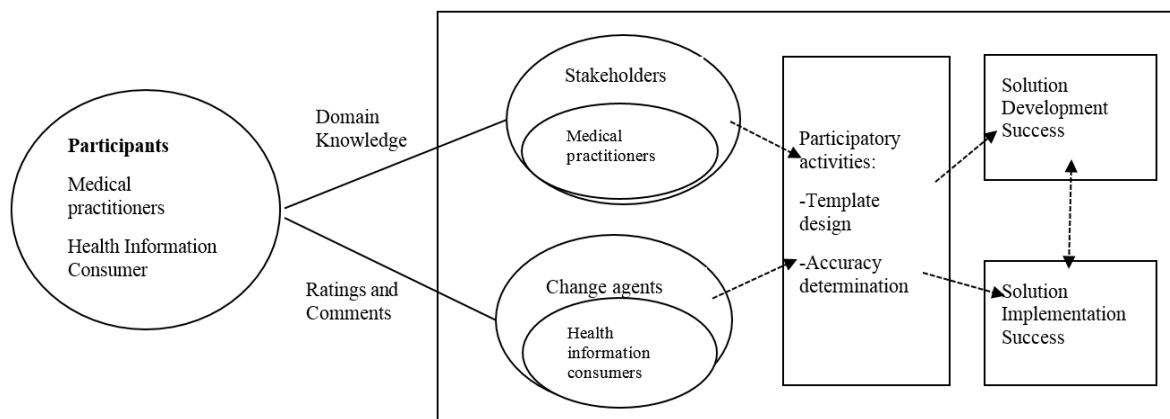 Participants
Medical
practitioners
Health Information
Consumer
Domain
Knowledge
Ratings and
Comments
Stakeholders
Medical
practitioners
Change agents
Health
information
consumers
Participatory
activities:
-Template
design
-Accuracy
determination
Solution
Development
Success
Solution
Implementation
Success